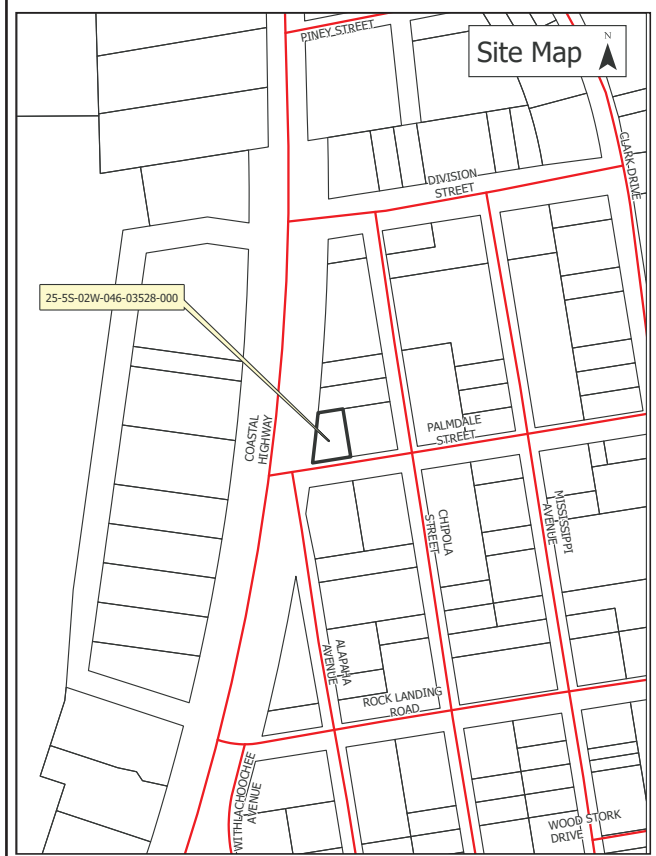 PINEY STREET
Site Map
N
CLARK DRIVE
DIVISION
STREET
25-5S-02W-046-03528-000
COASTAL
HIGHWAY
PALMDALE
STREET
CHIPOLA
STREET
MISSISSIPPI
AVENUE
ALAPAHA
AVENUE
ROCK LANDING
ROAD
WITHLACHOOCHEE
AVENUE
WOOD STORK
DRIVE